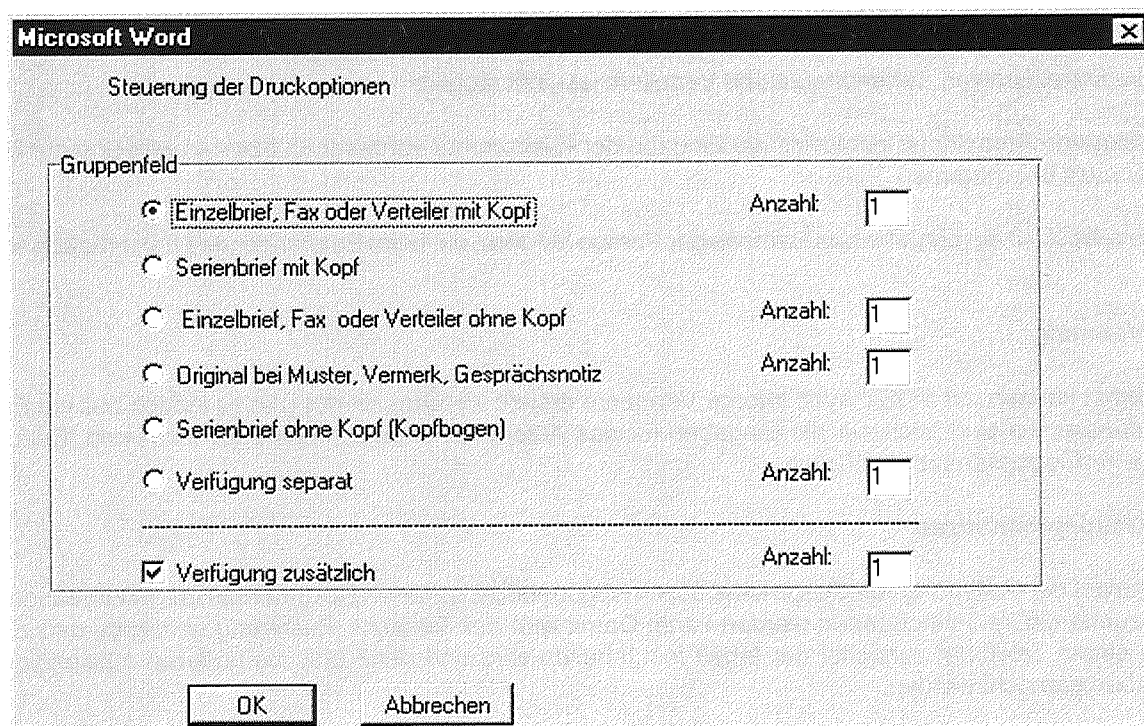 Microsoft Word
Steuerung der Druckoptionen
Gruppenfeld
Einzelbrief, Fax oder Verteiler mit Kopf Anzahl: 1
Serienbrief mit Kopf
Einzelbrief, Fax oder Verteiler ohne Kopf Anzahl: 1
Original bei Muster, Vermerk, Gesprächsnotiz Anzahl: 1
Serienbrief ohne Kopf (Kopfbogen)
Verfügung separat Anzahl: 1
Verfügung zusätzlich Anzahl: 1
OK Abbrechen